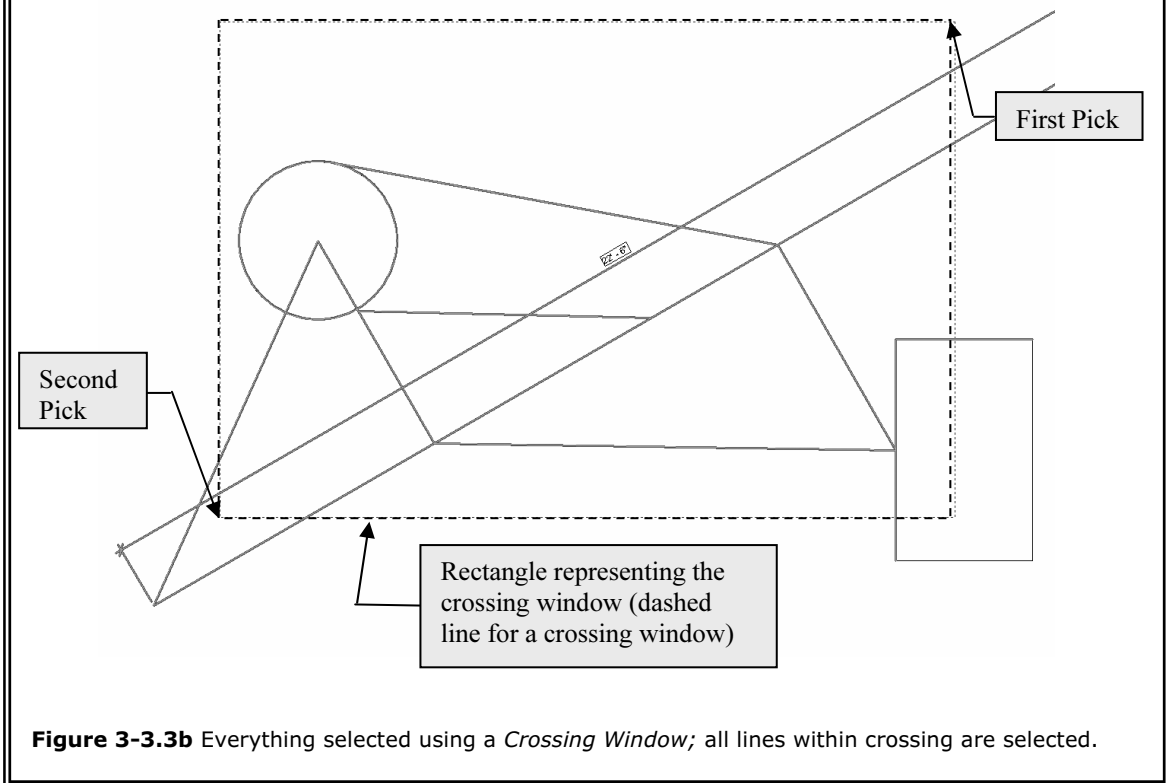 First Pick
22' - 6"
Second
Pick
Rectangle representing the
crossing window (dashed
line for a crossing window)
Figure 3-3.3b Everything selected using a Crossing Window; all lines within crossing are selected.